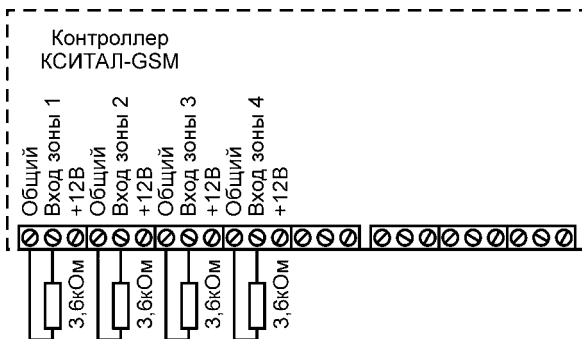 Контроллер
КСИТАЛ-GSM
Общий
Вход зоны 1
+12В
Общий
Вход зоны 2
+12В
Общий
Вход зоны 3
+12В
Общий
Вход зоны 4
+12В
3,6кОм
3,6кОм
3,6кОм
3,6кОм